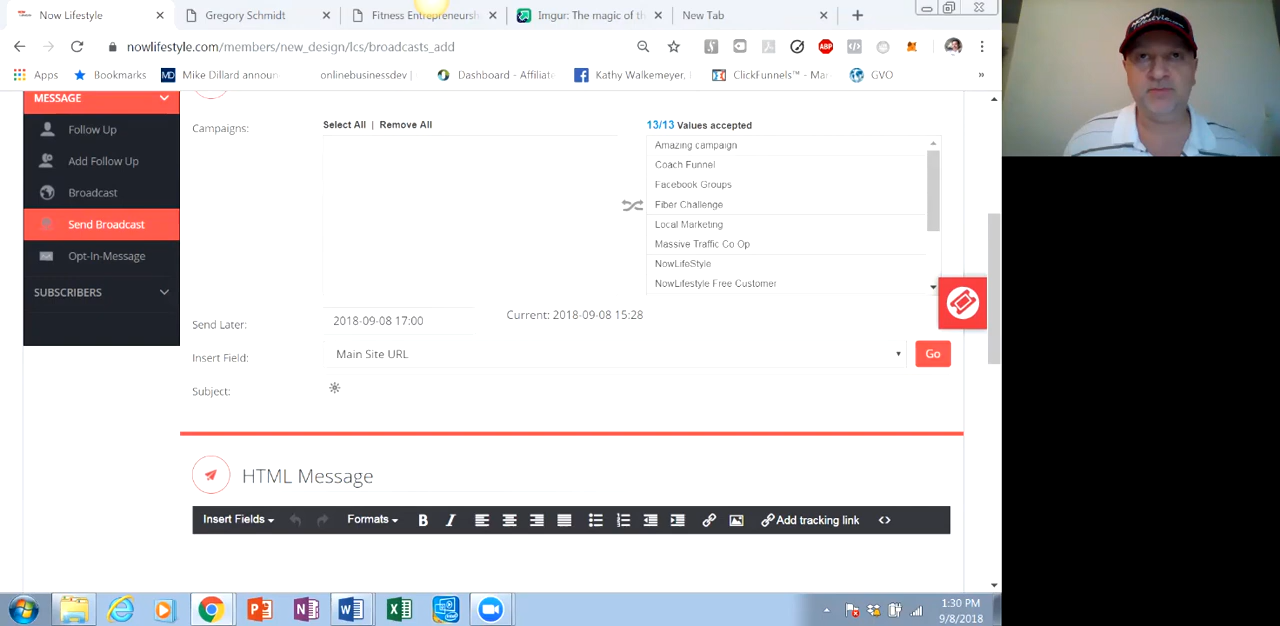 Now Lifestyle
Gregory Schmidt
Fitness Entrepreneursh
Imgur: The magic of th
New Tab
nowlifestyle.com/members/new_design/lcs/broadcasts_add
ABP
Apps
Bookmarks
MD Mike Dillard announ
onlinebusinessdev
Dashboard - Affiliate
Kathy Walkemeyer,
ClickFunnels™ - Mar
GVO
»
MESSAGE
Follow Up
Add Follow Up
Broadcast
Send Broadcast
Opt-In-Message
SUBSCRIBERS
Campaigns:
Select All | Remove All
13/13 Values accepted
Amazing campaign
Coach Funnel
Facebook Groups
Fiber Challenge
Local Marketing
Massive Traffic Co Op
NowLifeStyle
NowLifestyle Free Customer
Send Later:
2018-09-08 17:00
Current: 2018-09-08 15:28
Insert Field:
Main Site URL
Go
Subject:
HTML Message
Insert Fields
Formats
B
I
Add tracking link
<>
1:30 PM
9/8/2018